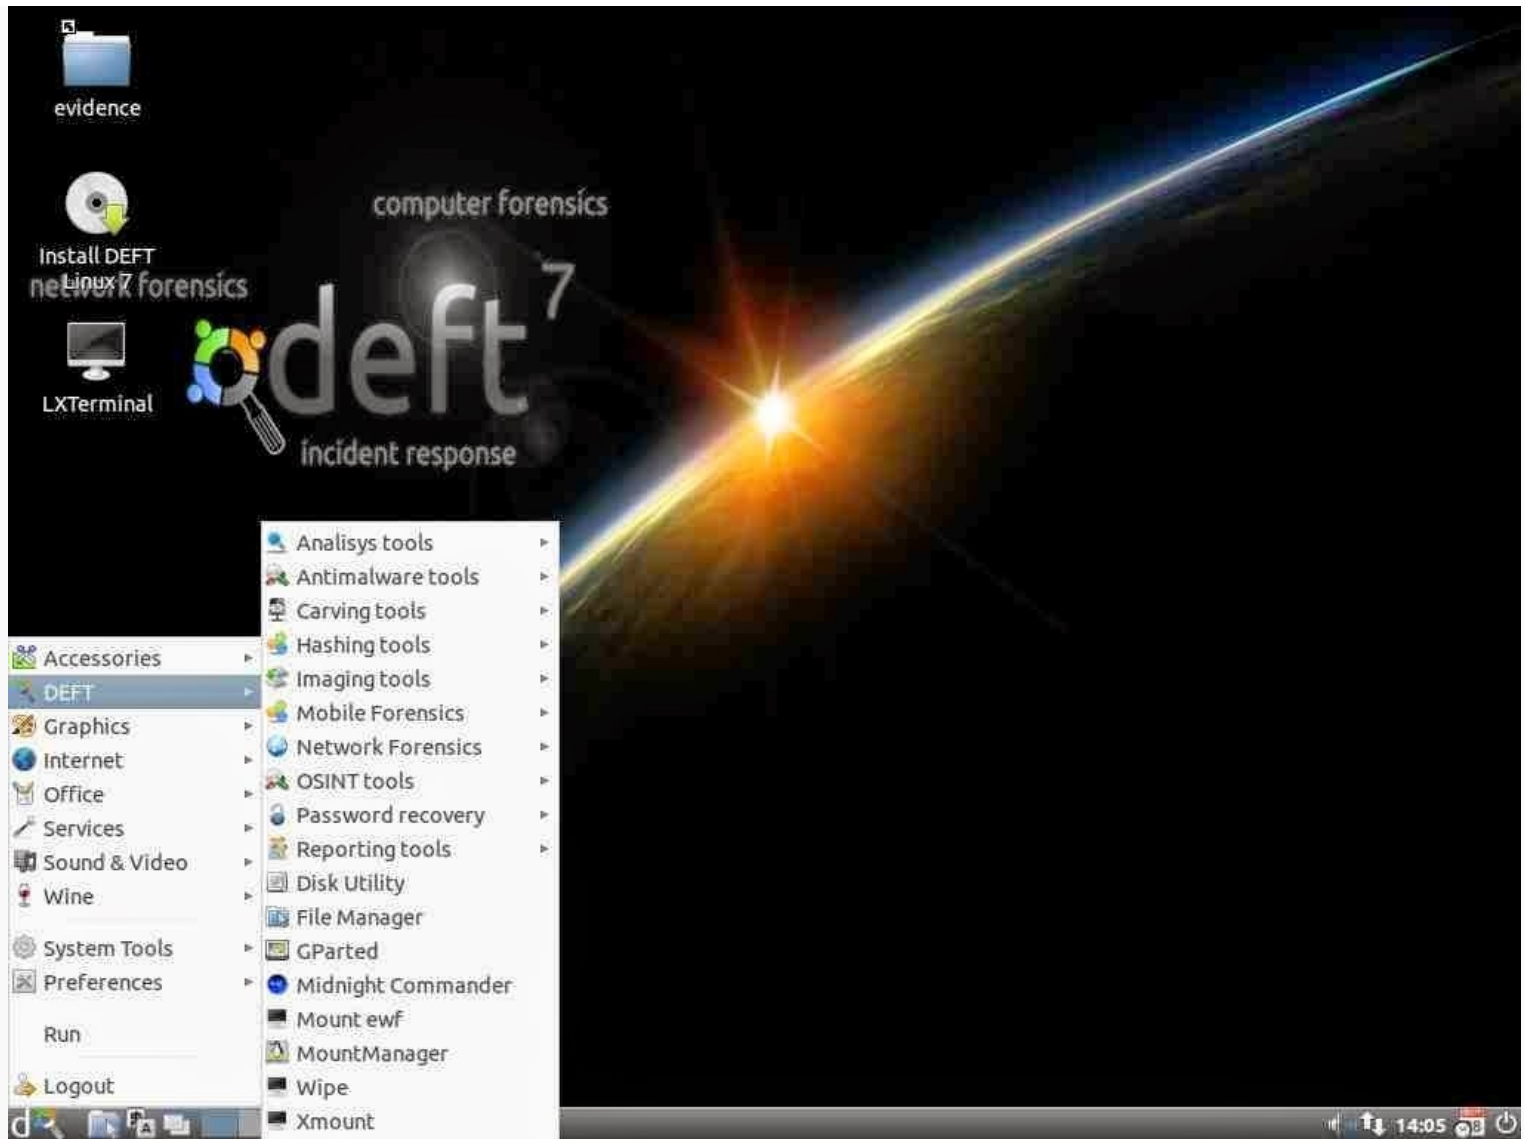 evidence
computer forensics
Install DEFT
Linux 7
network forensics
deft 7
LXTerminal
incident response
Analisys tools
Antimalware tools
Carving tools
Hashing tools
Imaging tools
Mobile Forensics
Network Forensics
OSINT tools
Password recovery
Reporting tools
Disk Utility
File Manager
GParted
Midnight Commander
Mount ewf
MountManager
Wipe
Xmount
Accessories
DEFT
Graphics
Internet
Office
Services
Sound & Video
Wine
System Tools
Preferences
Run
Logout
d
A
14:05
8